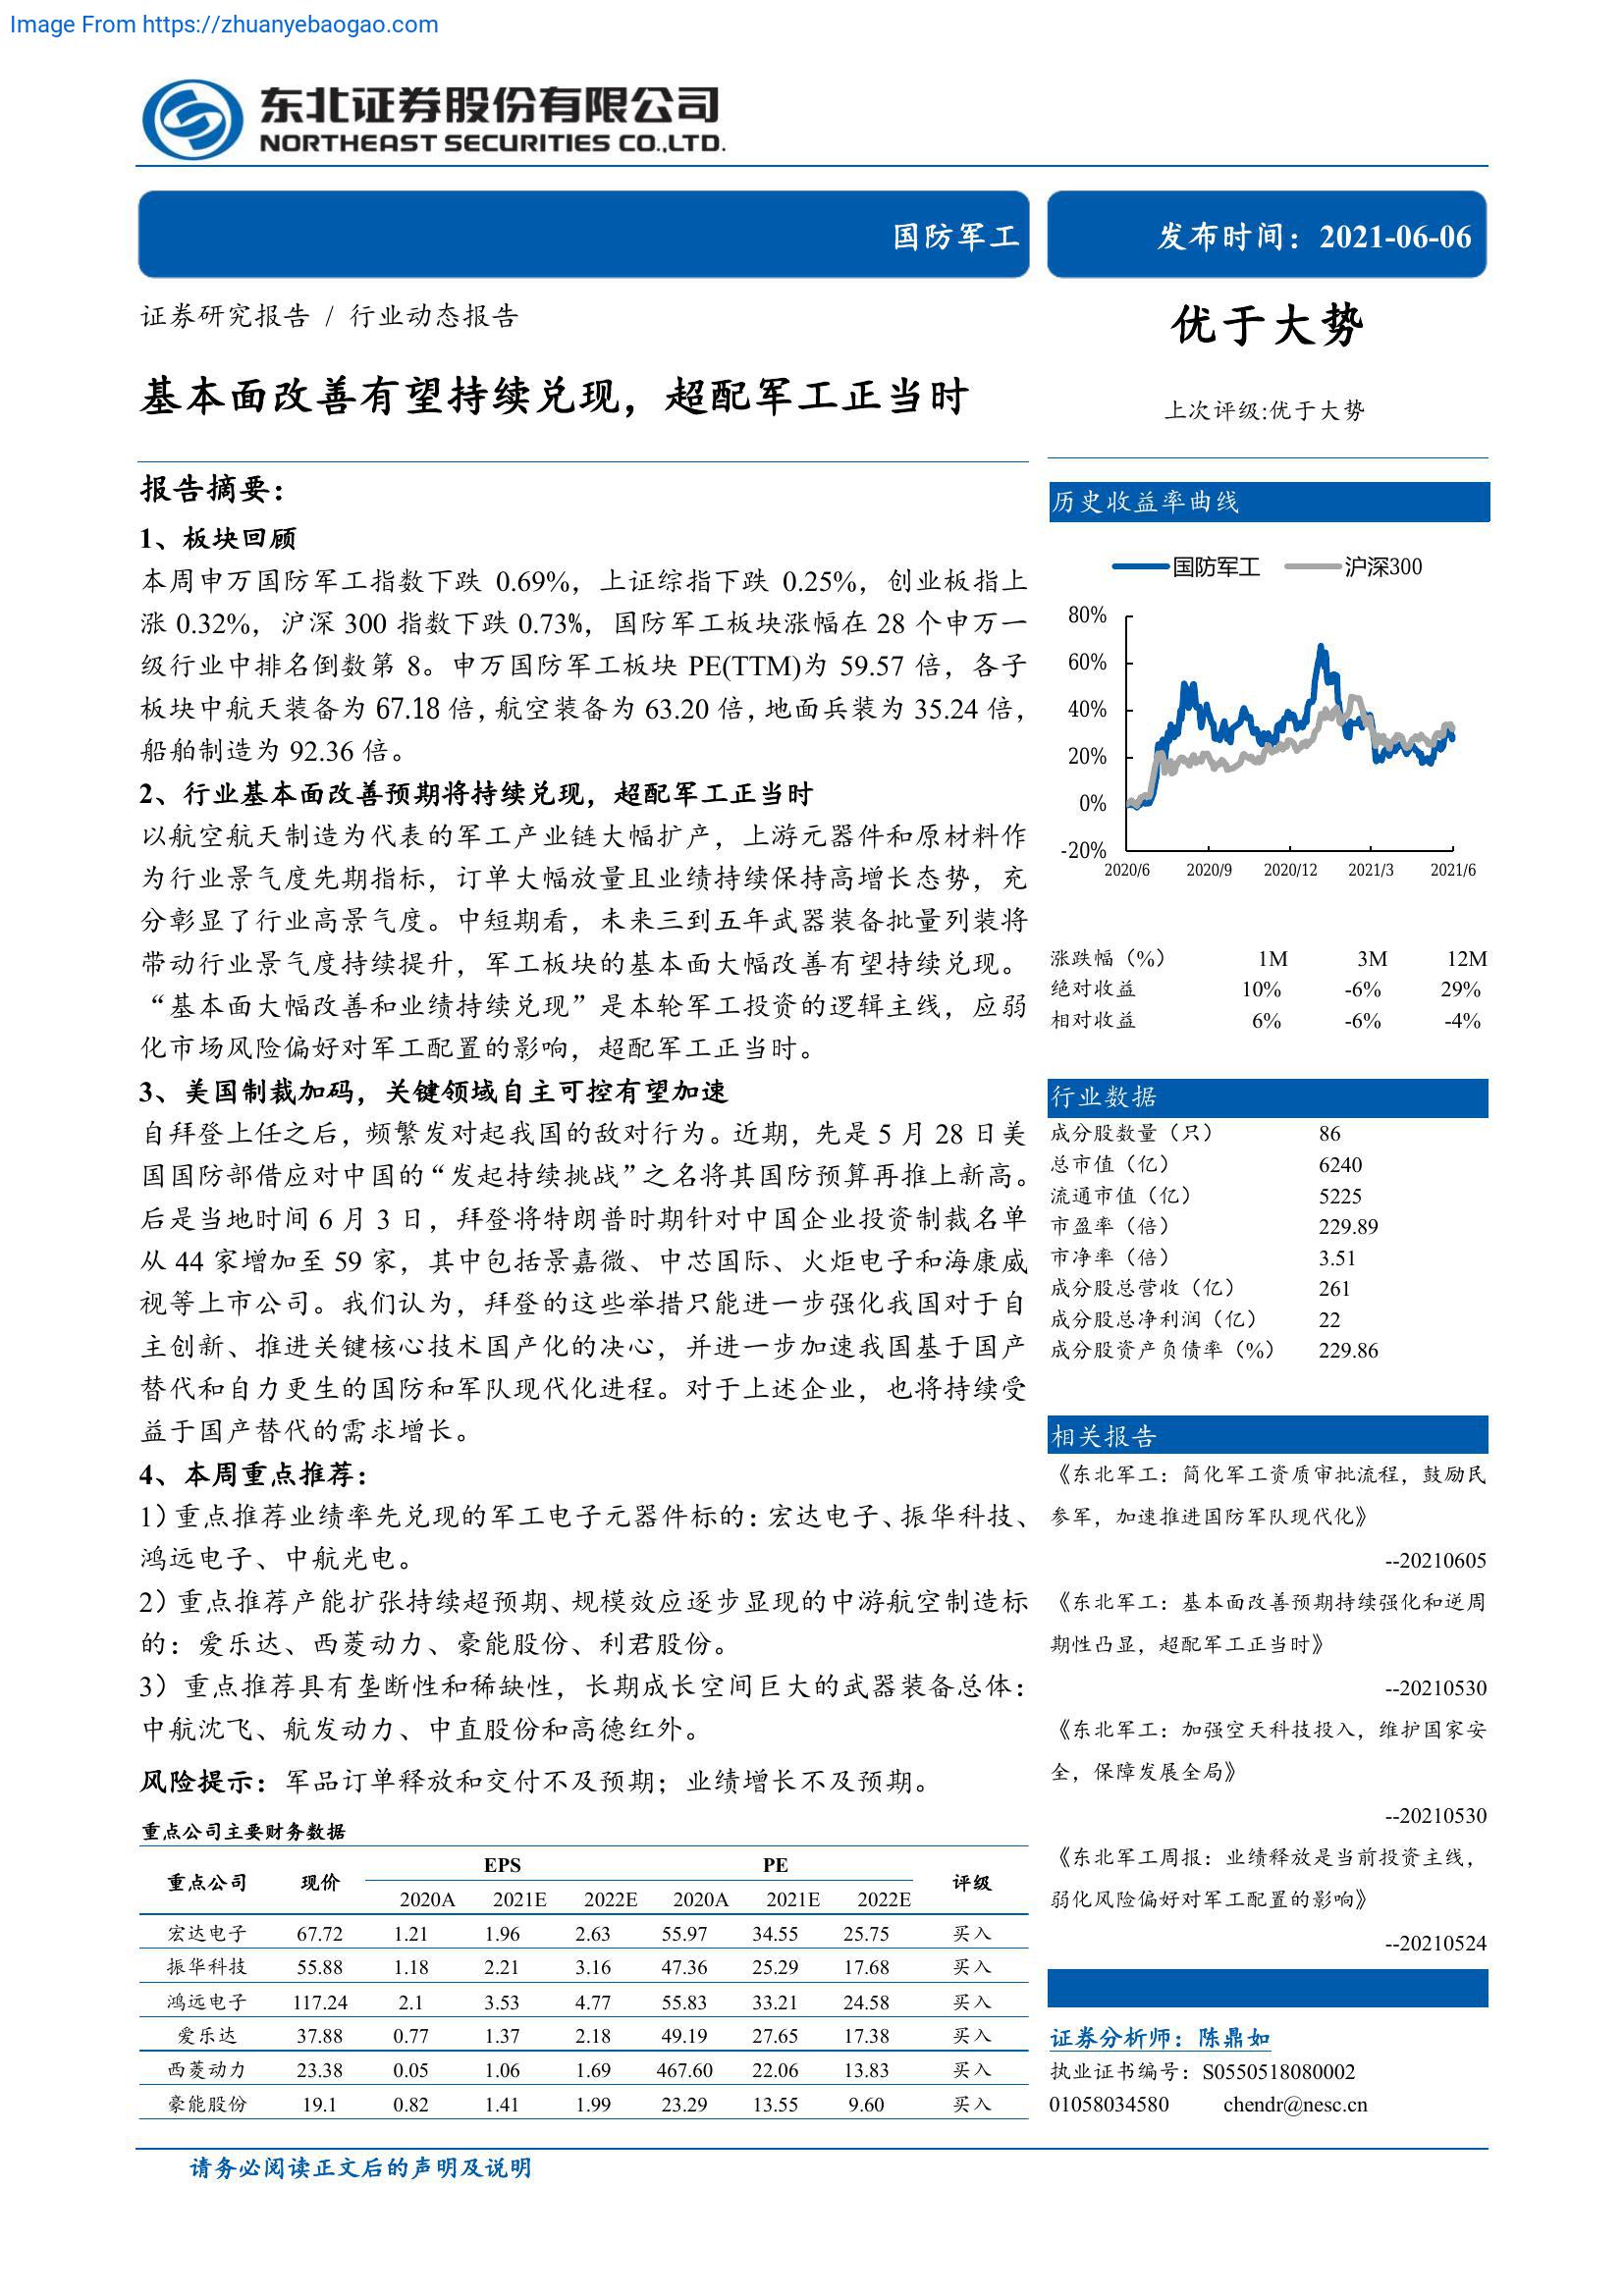 Image From https://zhuanyebaogao.com
东北证券股份有限公司
NORTHEAST SECURITIES CO.,LTD.
国防军工
发布时间：2021-06-06
证券研究报告 / 行业动态报告
基本面改善有望持续兑现，超配军工正当时
报告摘要：
1、板块回顾
本周申万国防军工指数下跌 0.69%，上证综指下跌 0.25%，创业板指上
涨 0.32%，沪深 300 指数下跌 0.73%，国防军工板块涨幅在 28 个申万一
级行业中排名倒数第 8。申万国防军工板块 PE(TTM)为 59.57 倍，各子
板块中航天装备为 67.18 倍，航空装备为 63.20 倍，地面兵装为 35.24 倍，
船舶制造为 92.36 倍。
2、行业基本面改善预期将持续兑现，超配军工正当时
以航空航天制造为代表的军工产业链大幅扩产，上游元器件和原材料作
为行业景气度先期指标，订单大幅放量且业绩持续保持高增长态势，充
分彰显了行业高景气度。中短期看，未来三到五年武器装备批量列装将
带动行业景气度持续提升，军工板块的基本面大幅改善有望持续兑现。
“基本面大幅改善和业绩持续兑现”是本轮军工投资的逻辑主线，应弱
化市场风险偏好对军工配置的影响，超配军工正当时。
3、美国制裁加码，关键领域自主可控有望加速
自拜登上任之后，频繁发对起我国的敌对行为。近期，先是 5 月 28 日美
国国防部借应对中国的“发起持续挑战”之名将其国防预算再推上新高。
后是当地时间 6 月 3 日，拜登将特朗普时期针对中国企业投资制裁名单
从 44 家增加至 59 家，其中包括景嘉微、中芯国际、火炬电子和海康威
视等上市公司。我们认为，拜登的这些举措只能进一步强化我国对于自
主创新、推进关键核心技术国产化的决心，并进一步加速我国基于国产
替代和自力更生的国防和军队现代化进程。对于上述企业，也将持续受
益于国产替代的需求增长。
4、本周重点推荐：
1）重点推荐业绩率先兑现的军工电子元器件标的：宏达电子、振华科技、
鸿远电子、中航光电。
2）重点推荐产能扩张持续超预期、规模效应逐步显现的中游航空制造标
的：爱乐达、西菱动力、豪能股份、利君股份。
3）重点推荐具有垄断性和稀缺性，长期成长空间巨大的武器装备总体：
中航沈飞、航发动力、中直股份和高德红外。
风险提示：军品订单释放和交付不及预期；业绩增长不及预期。
重点公司主要财务数据
重点公司 现价 EPS PE 评级
2020A 2021E 2022E 2020A 2021E 2022E
宏达电子 67.72 1.21 1.96 2.63 55.97 34.55 25.75 买入
振华科技 55.88 1.18 2.21 3.16 47.36 25.29 17.68 买入
鸿远电子 117.24 2.1 3.53 4.77 55.83 33.21 24.58 买入
爱乐达 37.88 0.77 1.37 2.18 49.19 27.65 17.38 买入
西菱动力 23.38 0.05 1.06 1.69 467.60 22.06 13.83 买入
豪能股份 19.1 0.82 1.41 1.99 23.29 13.55 9.60 买入
优于大势
上次评级:优于大势
历史收益率曲线
国防军工 沪深300
80%
60%
40%
20%
0%
-20%
2020/6 2020/9 2020/12 2021/3 2021/6
涨跌幅（%） 1M 3M 12M
绝对收益 10% -6% 29%
相对收益 6% -6% -4%
行业数据
成分股数量（只） 86
总市值（亿） 6240
流通市值（亿） 5225
市盈率（倍） 229.89
市净率（倍） 3.51
成分股总营收（亿） 261
成分股总净利润（亿） 22
成分股资产负债率（%） 229.86
相关报告
《东北军工：简化军工资质审批流程，鼓励民
参军，加速推进国防军队现代化》
--20210605
《东北军工：基本面改善预期持续强化和逆周
期性凸显，超配军工正当时》
--20210530
《东北军工：加强空天科技投入，维护国家安
全，保障发展全局》
--20210530
《东北军工周报：业绩释放是当前投资主线，
弱化风险偏好对军工配置的影响》
--20210524
证券分析师：陈鼎如
执业证书编号：S0550518080002
01058034580 chendr@nesc.cn
请务必阅读正文后的声明及说明